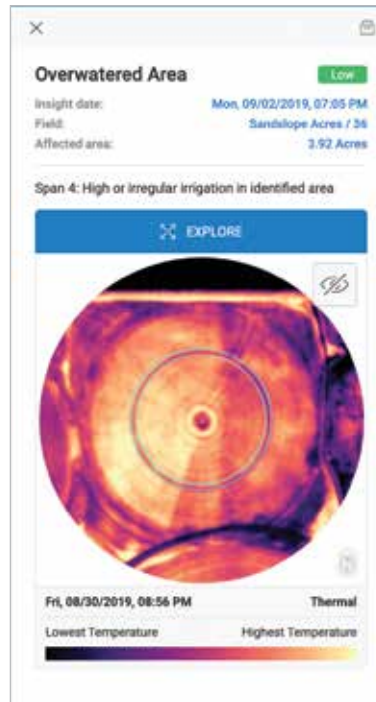 Overwatered Area
Low
Insight date: Mon, 09/02/2019, 07:05 PM
Field: Sandslope Acres / 36
Affected area: 3.92 Acres
Span 4: High or irregular irrigation in identified area
EXPLORE
Fri, 08/30/2019, 08:56 PM Thermal
Lowest Temperature Highest Temperature